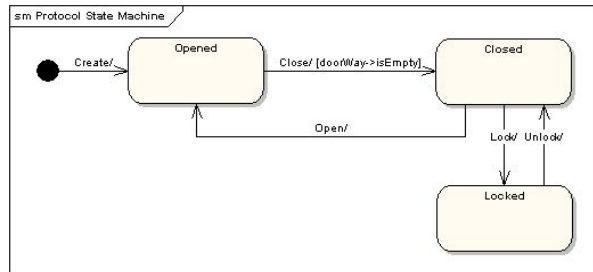 sm Protocol State Machine
Opened
Closed
Create/
Close/ [doorWay->isEmpty]
Open/
Lock/
Unlock/
Locked